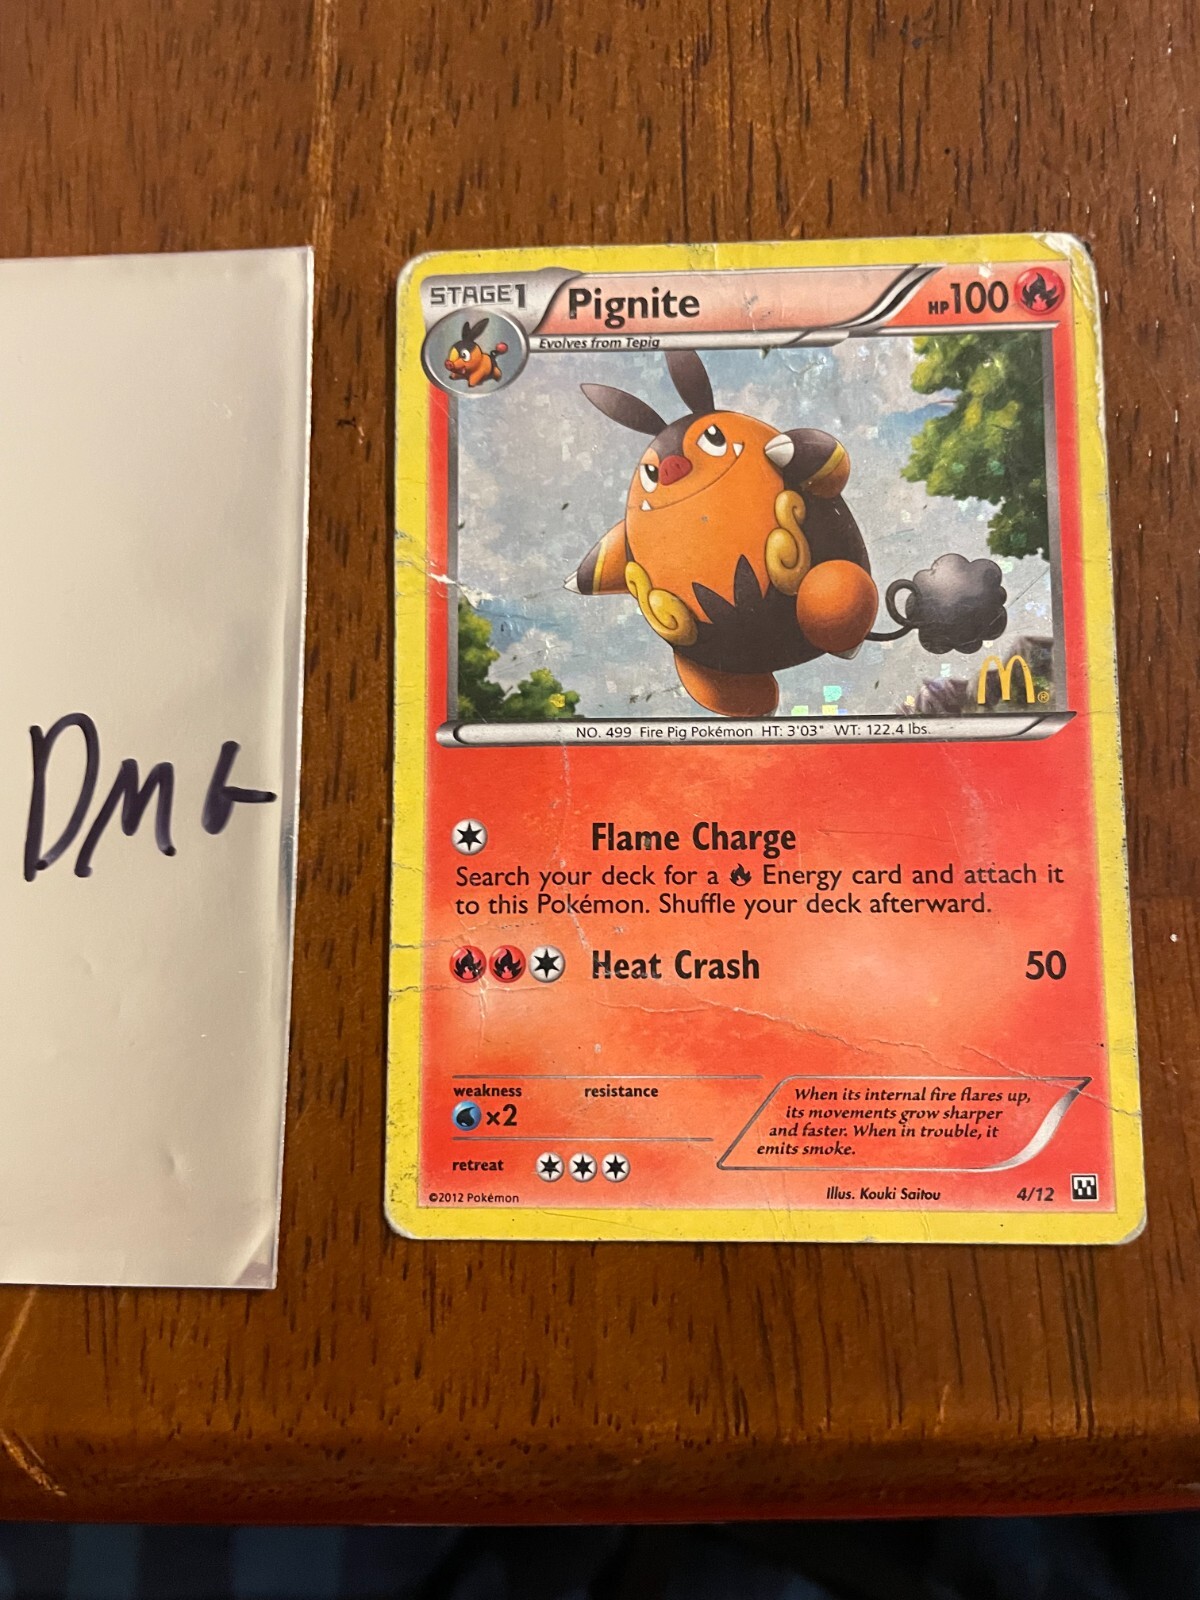 STAGE1
Pignite
HP100
Evolves from Tepig
M®
NO. 499 Fire Pig Pokémon HT: 3'03" WT: 122.4 lbs.
DMG
Flame Charge
Search your deck for a Energy card and attach it
to this Pokémon. Shuffle your deck afterward.
Heat Crash 50
weakness resistance
×2
When its internal fire flares up,
its movements grow sharper
and faster. When in trouble, it
emits smoke.
retreat
©2012 Pokémon
Illus. Kouki Saitou
4/12